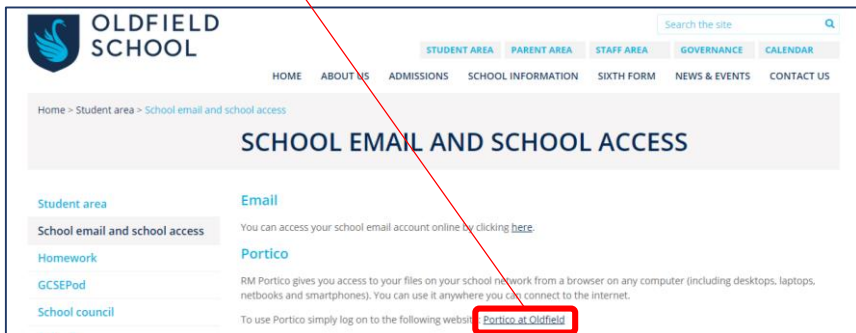 OLDFIELD
SCHOOL
Search the site
STUDENT AREA PARENT AREA STAFF AREA GOVERNANCE CALENDAR
HOME ABOUT US ADMISSIONS SCHOOL INFORMATION SIXTH FORM NEWS & EVENTS CONTACT US
Home > Student area > School email and school access
SCHOOL EMAIL AND SCHOOL ACCESS
Student area
School email and school access
Homework
GCSEPod
School council
Email
You can access your school email account online by clicking here.
Portico
RM Portico gives you access to your files on your school network from a browser on any computer (including desktops, laptops,
netbooks and smartphones). You can use it anywhere you can connect to the internet.
To use Portico simply log on to the following website: Portico at Oldfield